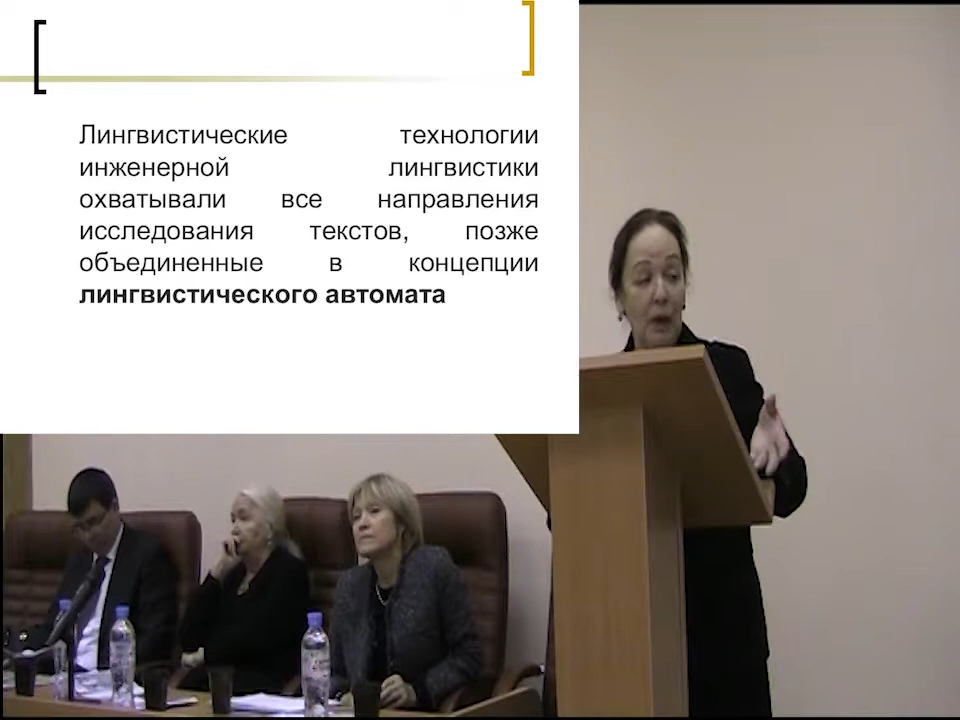 Лингвистические технологии
инженерной лингвистики
охватывали все направления
исследования текстов, позже
объединенные в концепции
лингвистического автомата